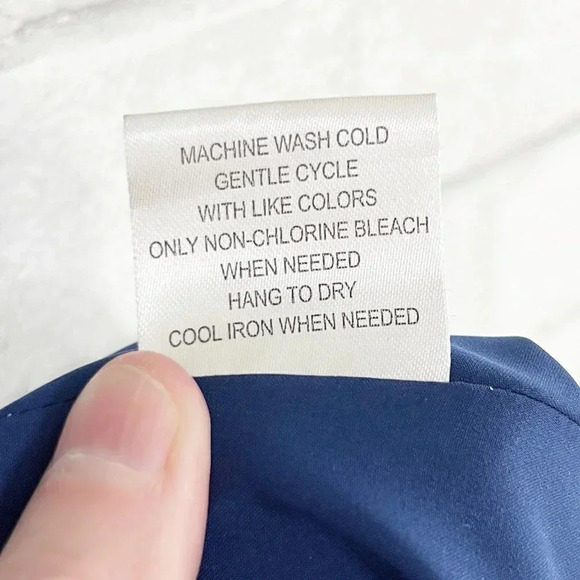 MACHINE WASH COLD
GENTLE CYCLE
WITH LIKE COLORS
ONLY NON-CHLORINE BLEACH
WHEN NEEDED
HANG TO DRY
COOL IRON WHEN NEEDED